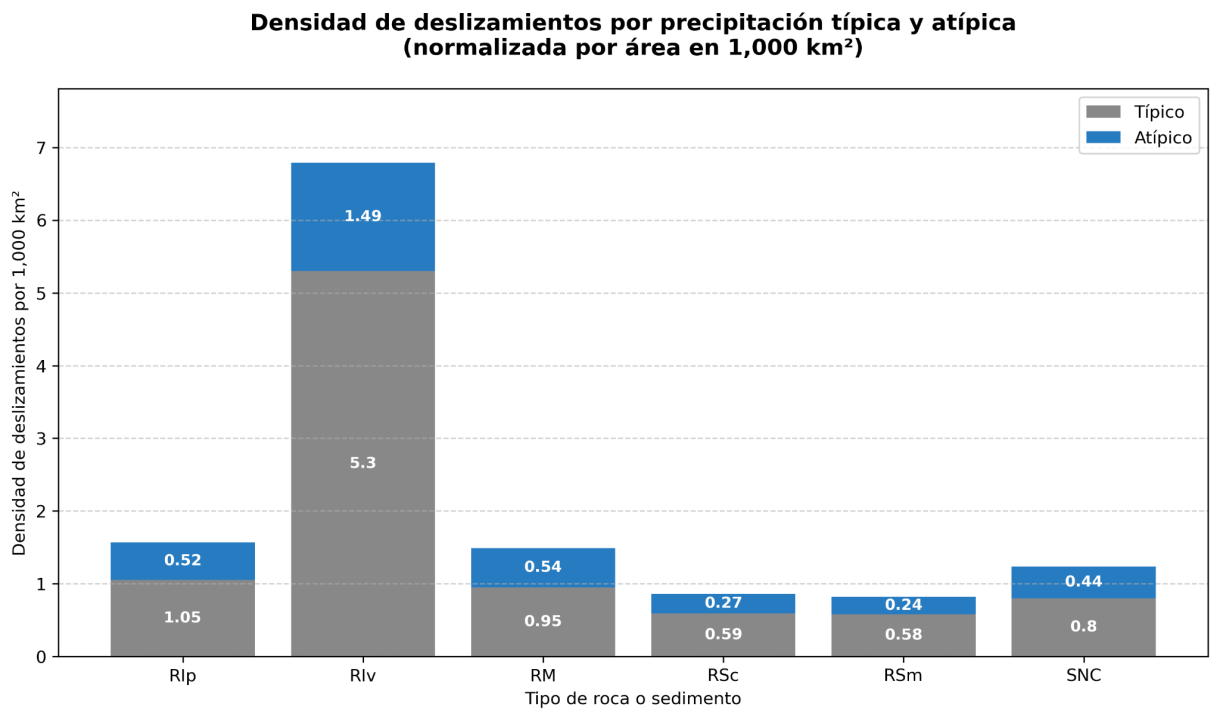 Densidad de deslizamientos por precipitación típica y atípica
(normalizada por área en 1,000 km²)
Densidad de deslizamientos por 1,000 km²
7
6
5
4
3
2
1
0
Típico
Atípico
0.52
1.05
1.49
5.3
0.54
0.95
0.27
0.59
0.24
0.58
0.44
0.8
RIp
RIv
RM
RSc
RSm
SNC
Tipo de roca o sedimento